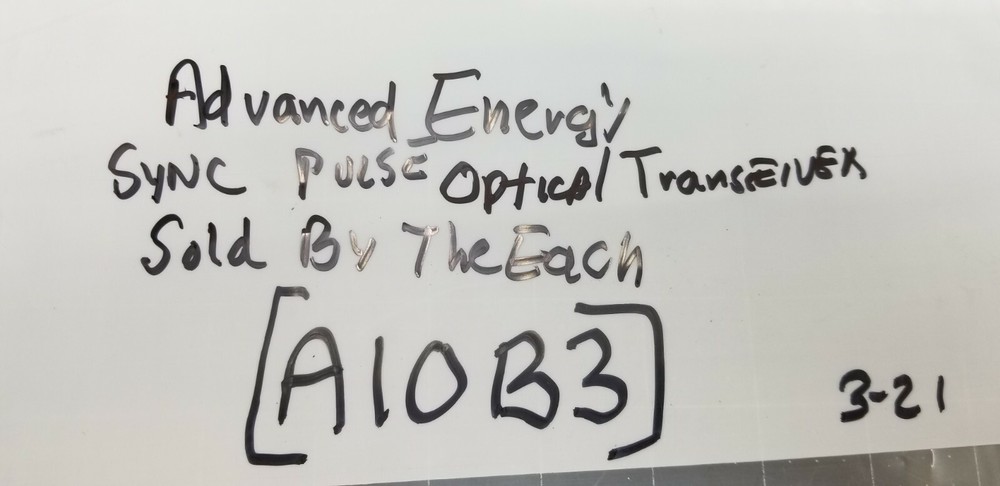 Advanced Energy
SYNC PULSE Optical TransEIVER
Sold By The Each
[A10B3]
3-21